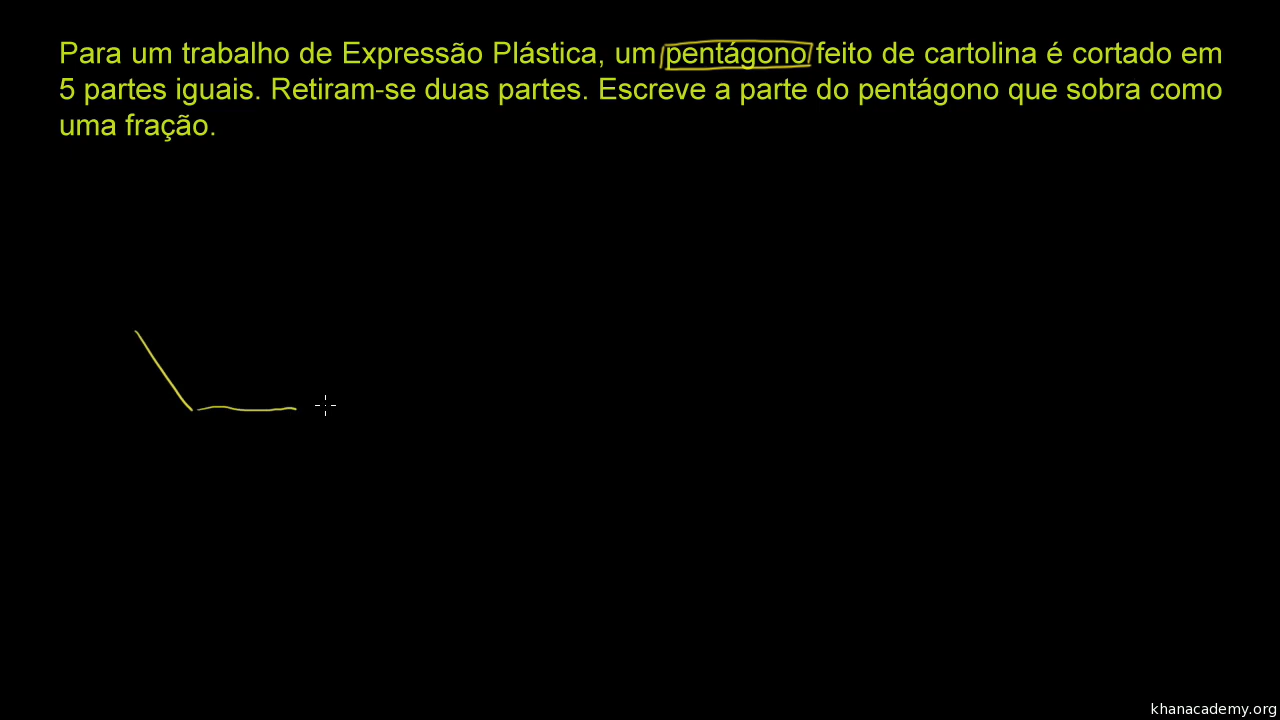 Para um trabalho de Expressão Plástica, um pentágono feito de cartolina é cortado em
5 partes iguais. Retiram-se duas partes. Escreve a parte do pentágono que sobra como
uma fração.
khanacademy.org